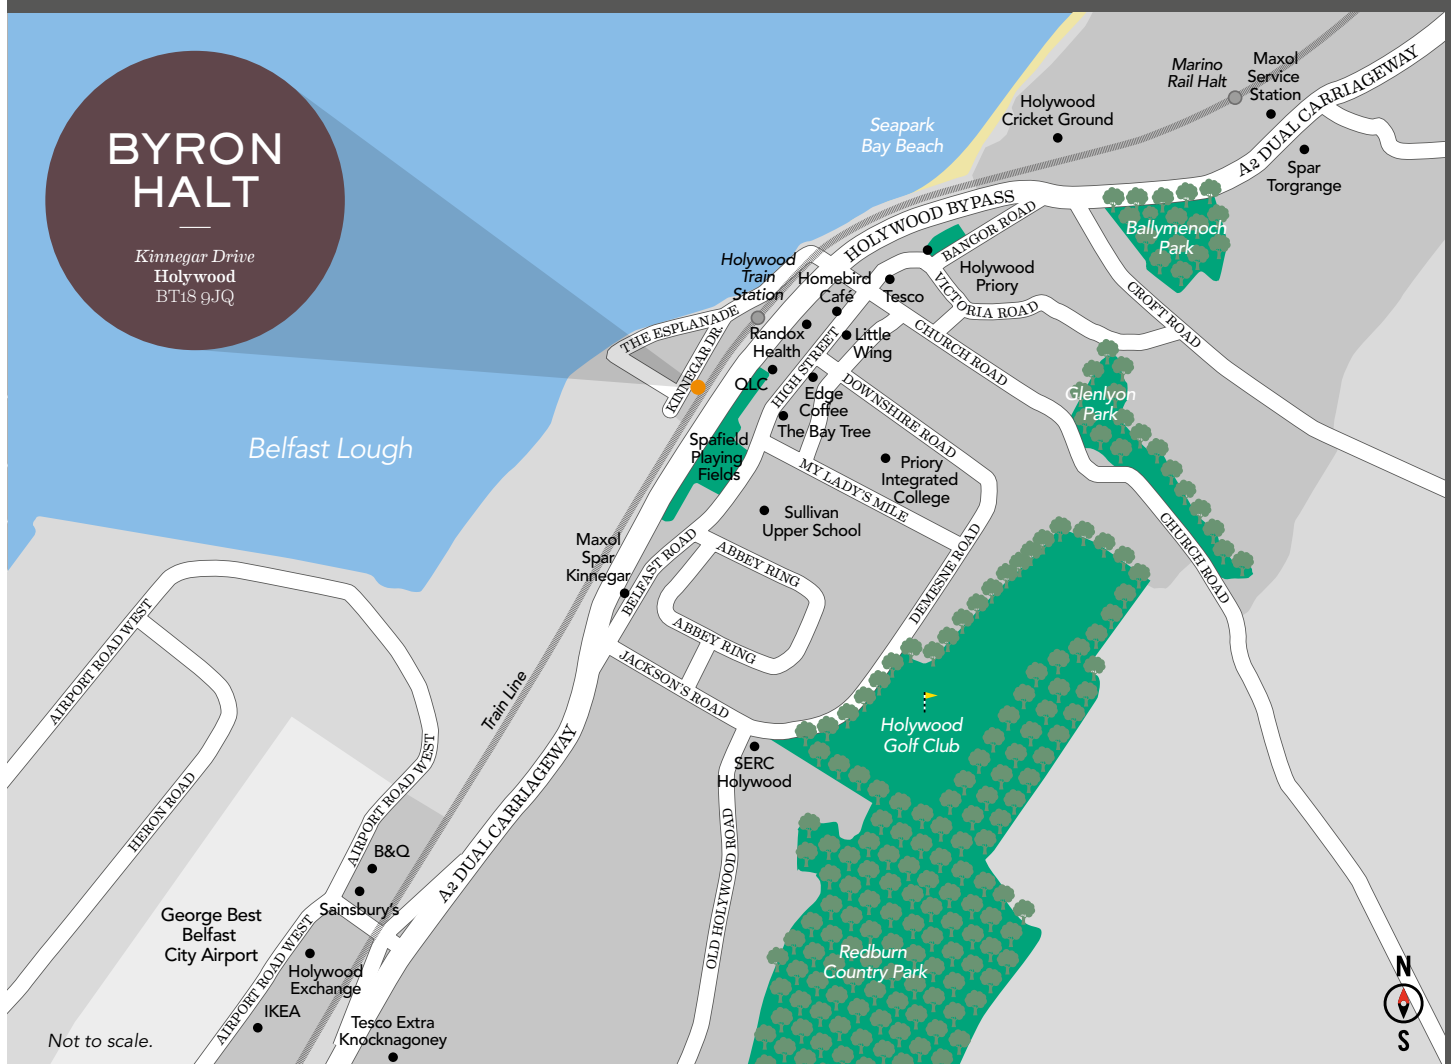 BYRON
HALT
Kinnegar Drive
Holywood
BT18 9JQ
Belfast Lough
Seapark
Bay Beach
Holywood
Cricket Ground
Marino
Rail Halt
Maxol
Service
Station
A2 DUAL CARRIAGEWAY
Spar
Torgrange
Ballymenoch
Park
HOLYWOOD BYPASS
BANGOR ROAD
Holywood
Priory
VICTORIA ROAD
CROFT ROAD
Holywood
Train
Station
Homebird
Café
Tesco
THE ESPLANADE
KINNEGAR DR.
Randox
Health
Little
Wing
HIGH STREET
CHURCH ROAD
QLC
Edge
Coffee
The Bay Tree
DOWNSHIRE ROAD
Glenlyon
Park
Spafield
Playing
Fields
MY LADY'S MILE
Priory
Integrated
College
Sullivan
Upper School
Maxol
Spar
Kinnegar
BELFAST ROAD
ABBEY RING
ABBEY RING
DEMESNE ROAD
CHURCH ROAD
JACKSON'S ROAD
Train Line
AIRPORT ROAD WEST
HERON ROAD
AIRPORT ROAD WEST
A2 DUAL CARRIAGEWAY
SERC
Holywood
Holywood
Golf Club
OLD HOLYWOOD ROAD
B&Q
Sainsbury's
George Best
Belfast
City Airport
AIRPORT ROAD WEST
Holywood
Exchange
IKEA
Tesco Extra
Knocknagoney
Redburn
Country Park
Not to scale.
N
S